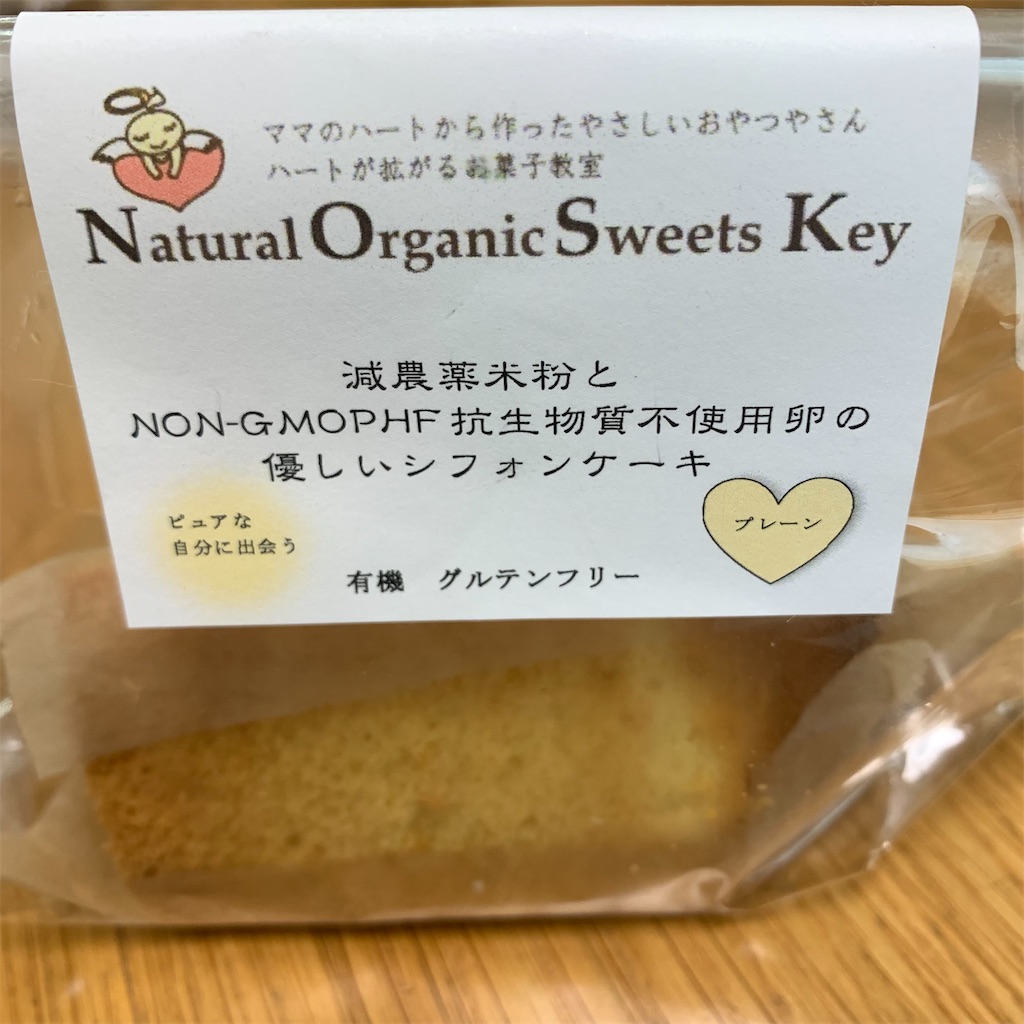 ママのハートから作ったやさしいおやつやさん
ハートが拡がるお菓子教室
Natural Organic Sweets Key
減農薬米粉と
NON-GMOPHF抗生物質不使用卵の
優しいシフォンケーキ
ピュアな
自分に出会う
プレーン
有機 グルテンフリー